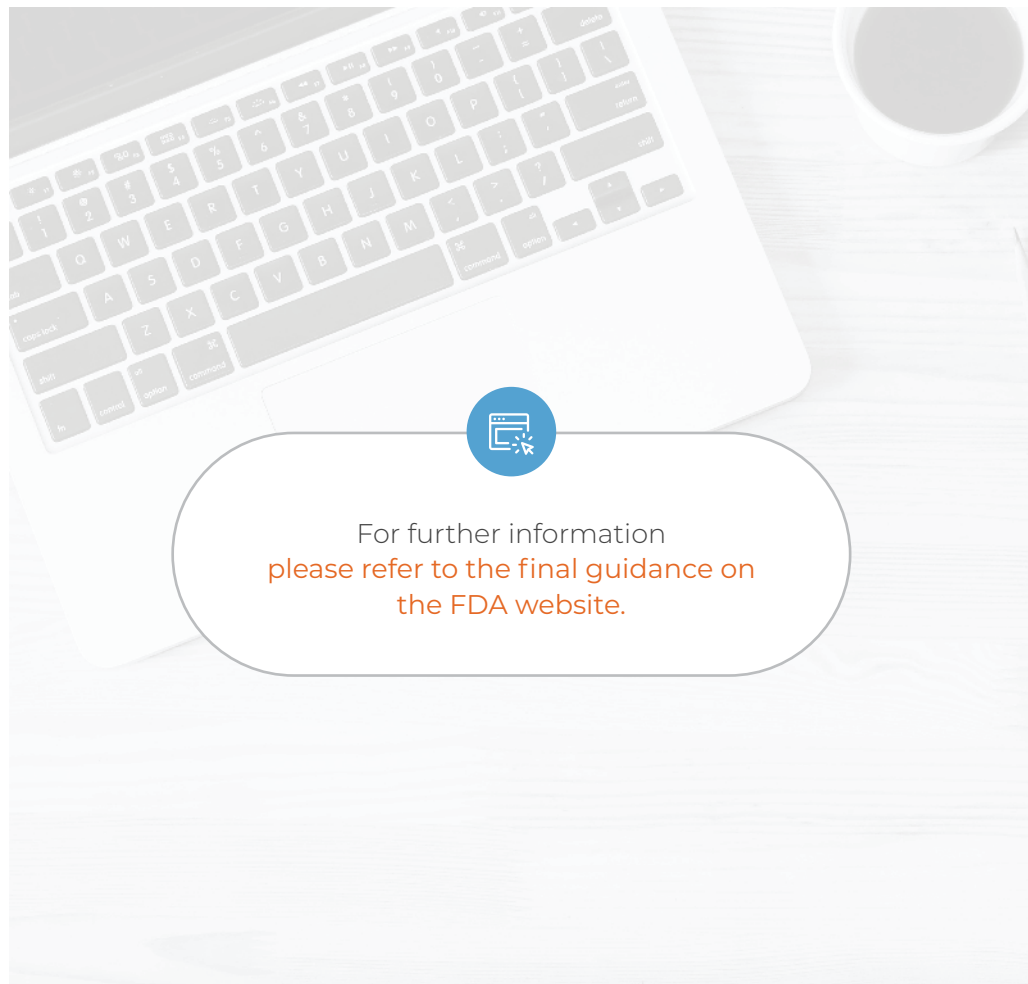 For further information
please refer to the final guidance on
the FDA website.